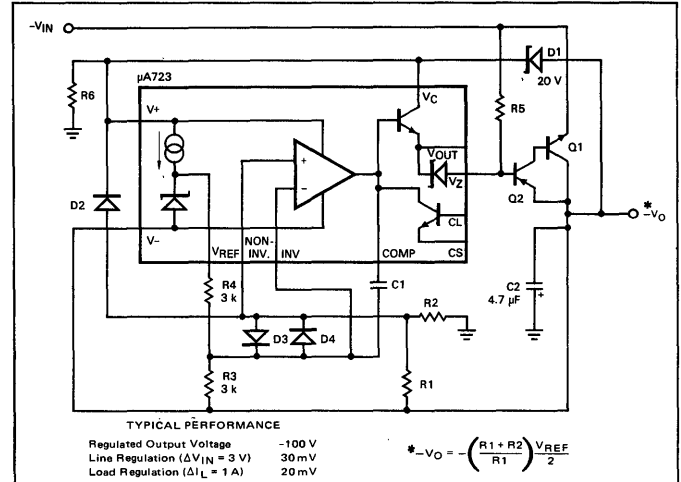 −VIN
µA723
R6
V+
VC
D1
20 V
R5
Q1
VOUT
VZ
Q2
+
−
D2
CL
* −VO
V−
VREF
NON-
INV.
INV
COMP
CS
R4
3 k
C1
R2
C2
4.7 µF
+
D3
D4
R3
3 k
R1
TYPICAL PERFORMANCE
Regulated Output Voltage −100 V
Line Regulation (ΔVIN = 3 V) 30 mV
Load Regulation (ΔIL = 1 A) 20 mV
*−VO = −(R1 + R2 / R1) VREF / 2